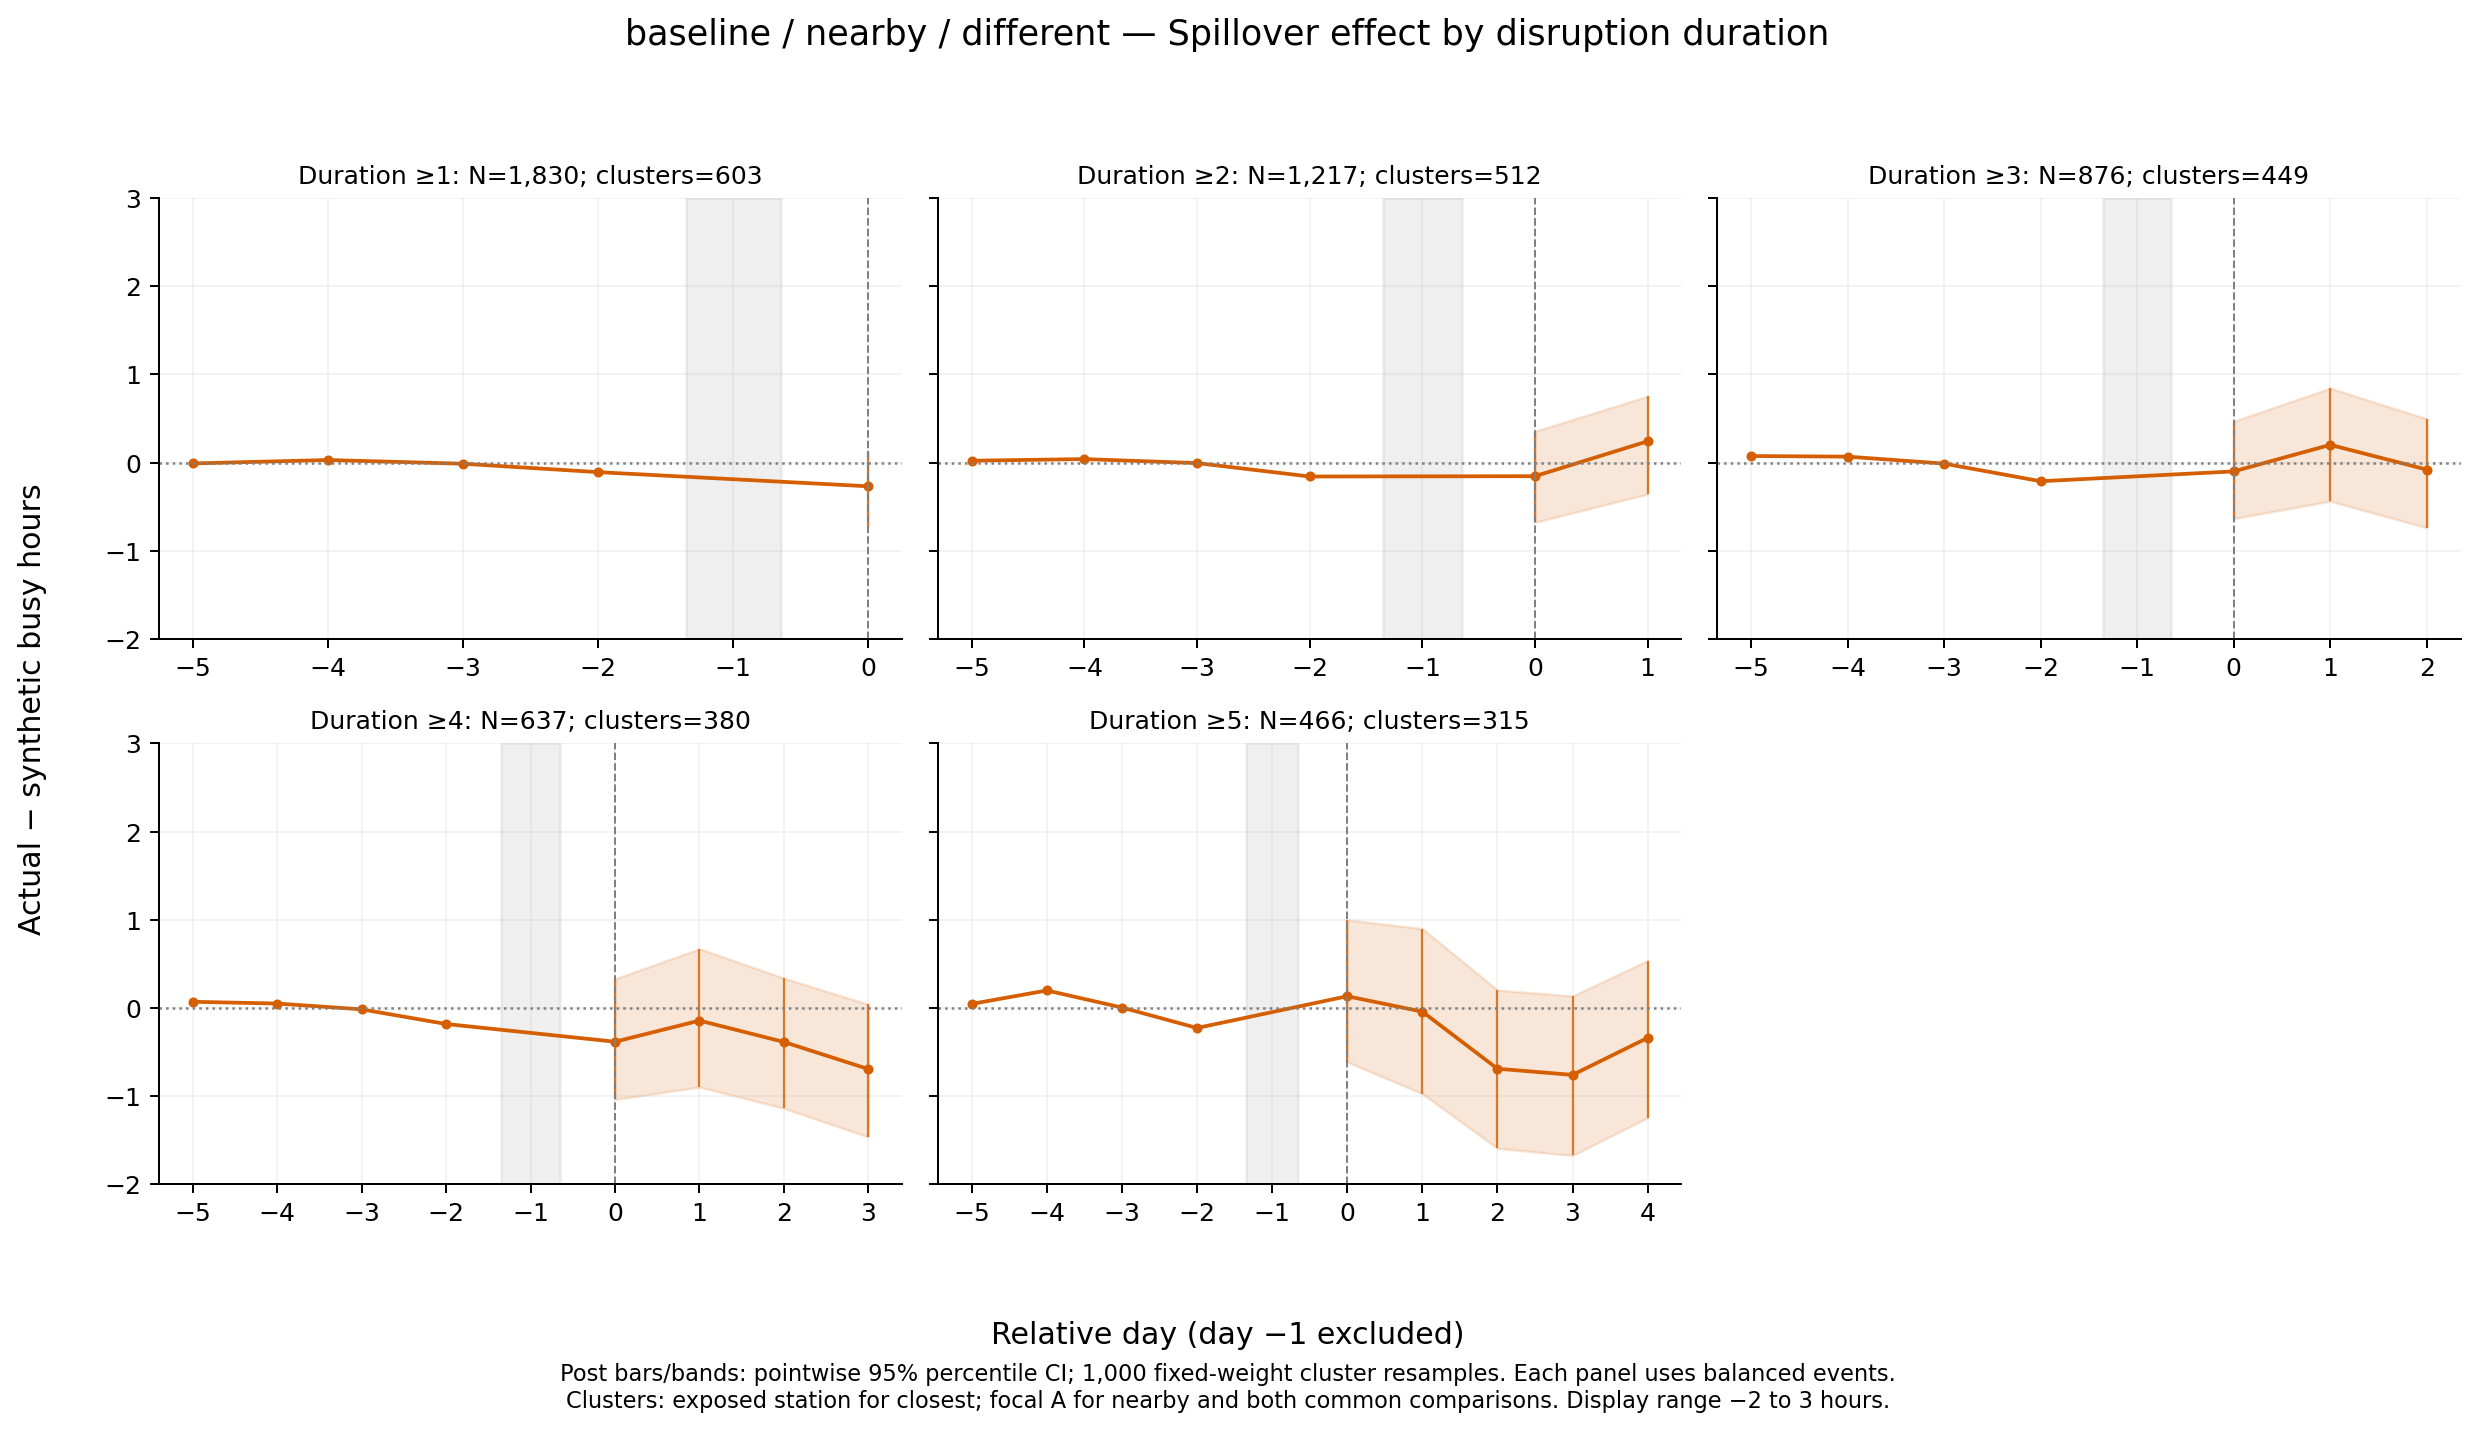 baseline / nearby / different — Spillover effect by disruption duration
Duration ≥1: N=1,830; clusters=603
Duration ≥2: N=1,217; clusters=512
Duration ≥3: N=876; clusters=449
3
2
1
0
−1
−2
−5 −4 −3 −2 −1 0
−5 −4 −3 −2 −1 0 1
−5 −4 −3 −2 −1 0 1 2
Actual − synthetic busy hours
Duration ≥4: N=637; clusters=380
Duration ≥5: N=466; clusters=315
3
2
1
0
−1
−2
−5 −4 −3 −2 −1 0 1 2 3
−5 −4 −3 −2 −1 0 1 2 3 4
Relative day (day −1 excluded)
Post bars/bands: pointwise 95% percentile CI; 1,000 fixed-weight cluster resamples. Each panel uses balanced events.
Clusters: exposed station for closest; focal A for nearby and both common comparisons. Display range −2 to 3 hours.